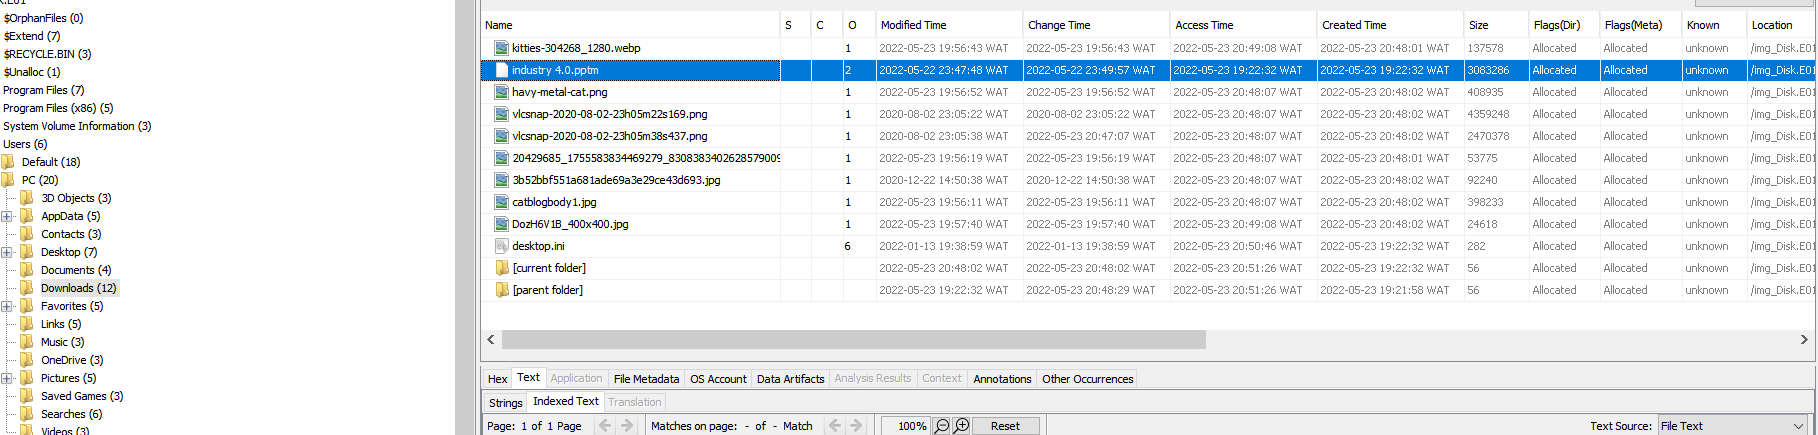 $OrphanFiles (0)
$Extend (7)
$RECYCLE.BIN (3)
$Unalloc (1)
Program Files (7)
Program Files (x86) (5)
System Volume Information (3)
Users (6)
Default (18)
PC (20)
3D Objects (3)
AppData (5)
Contacts (3)
Desktop (7)
Documents (4)
Downloads (12)
Favorites (5)
Links (5)
Music (3)
OneDrive (3)
Pictures (5)
Saved Games (3)
Searches (6)
Videos (3)
Name S C O Modified Time Change Time Access Time Created Time Size Flags(Dir) Flags(Meta) Known Location
kitties-304268_1280.webp 1 2022-05-23 19:56:43 WAT 2022-05-23 19:56:43 WAT 2022-05-23 20:49:08 WAT 2022-05-23 20:48:01 WAT 137578 Allocated Allocated unknown /img_Disk.E01
industry 4.0.pptm 2 2022-05-22 23:47:48 WAT 2022-05-22 23:49:57 WAT 2022-05-23 19:22:32 WAT 2022-05-23 19:22:32 WAT 3083286 Allocated Allocated unknown /img_Disk.E01
havy-metal-cat.png 1 2022-05-23 19:56:52 WAT 2022-05-23 19:56:52 WAT 2022-05-23 20:48:07 WAT 2022-05-23 20:48:02 WAT 408935 Allocated Allocated unknown /img_Disk.E01
vlcsnap-2020-08-02-23h05m22s169.png 1 2020-08-02 23:05:22 WAT 2020-08-02 23:05:22 WAT 2022-05-23 20:48:07 WAT 2022-05-23 20:48:02 WAT 4359248 Allocated Allocated unknown /img_Disk.E01
vlcsnap-2020-08-02-23h05m38s437.png 1 2020-08-02 23:05:38 WAT 2022-05-23 20:47:07 WAT 2022-05-23 20:48:07 WAT 2022-05-23 20:48:02 WAT 2470378 Allocated Allocated unknown /img_Disk.E01
20429685_1755583834469279_8308383402628579009 1 2022-05-23 19:56:19 WAT 2022-05-23 19:56:19 WAT 2022-05-23 20:48:07 WAT 2022-05-23 20:48:01 WAT 53775 Allocated Allocated unknown /img_Disk.E01
3b52bbf551a681ade69a3e29ce43d693.jpg 1 2020-12-22 14:50:38 WAT 2020-12-22 14:50:38 WAT 2022-05-23 20:48:07 WAT 2022-05-23 20:48:01 WAT 92240 Allocated Allocated unknown /img_Disk.E01
catblogbody1.jpg 1 2022-05-23 19:56:11 WAT 2022-05-23 19:56:11 WAT 2022-05-23 20:48:07 WAT 2022-05-23 20:48:02 WAT 398233 Allocated Allocated unknown /img_Disk.E01
DozH6V1B_400x400.jpg 1 2022-05-23 19:57:40 WAT 2022-05-23 19:57:40 WAT 2022-05-23 20:49:08 WAT 2022-05-23 20:48:02 WAT 24618 Allocated Allocated unknown /img_Disk.E01
desktop.ini 6 2022-01-13 19:38:59 WAT 2022-01-13 19:38:59 WAT 2022-05-23 20:50:46 WAT 2022-05-23 19:22:32 WAT 282 Allocated Allocated unknown /img_Disk.E01
[current folder] 2022-05-23 20:48:02 WAT 2022-05-23 20:48:02 WAT 2022-05-23 20:51:26 WAT 2022-05-23 19:22:32 WAT 56 Allocated Allocated unknown /img_Disk.E01
[parent folder] 2022-05-23 19:22:32 WAT 2022-05-23 20:48:29 WAT 2022-05-23 20:51:26 WAT 2022-05-23 19:21:58 WAT 56 Allocated Allocated unknown /img_Disk.E01
Hex Text Application File Metadata OS Account Data Artifacts Analysis Results Context Annotations Other Occurrences
Strings Indexed Text Translation
Page: 1 of 1 Page Matches on page: - of - Match 100% Reset Text Source: File Text